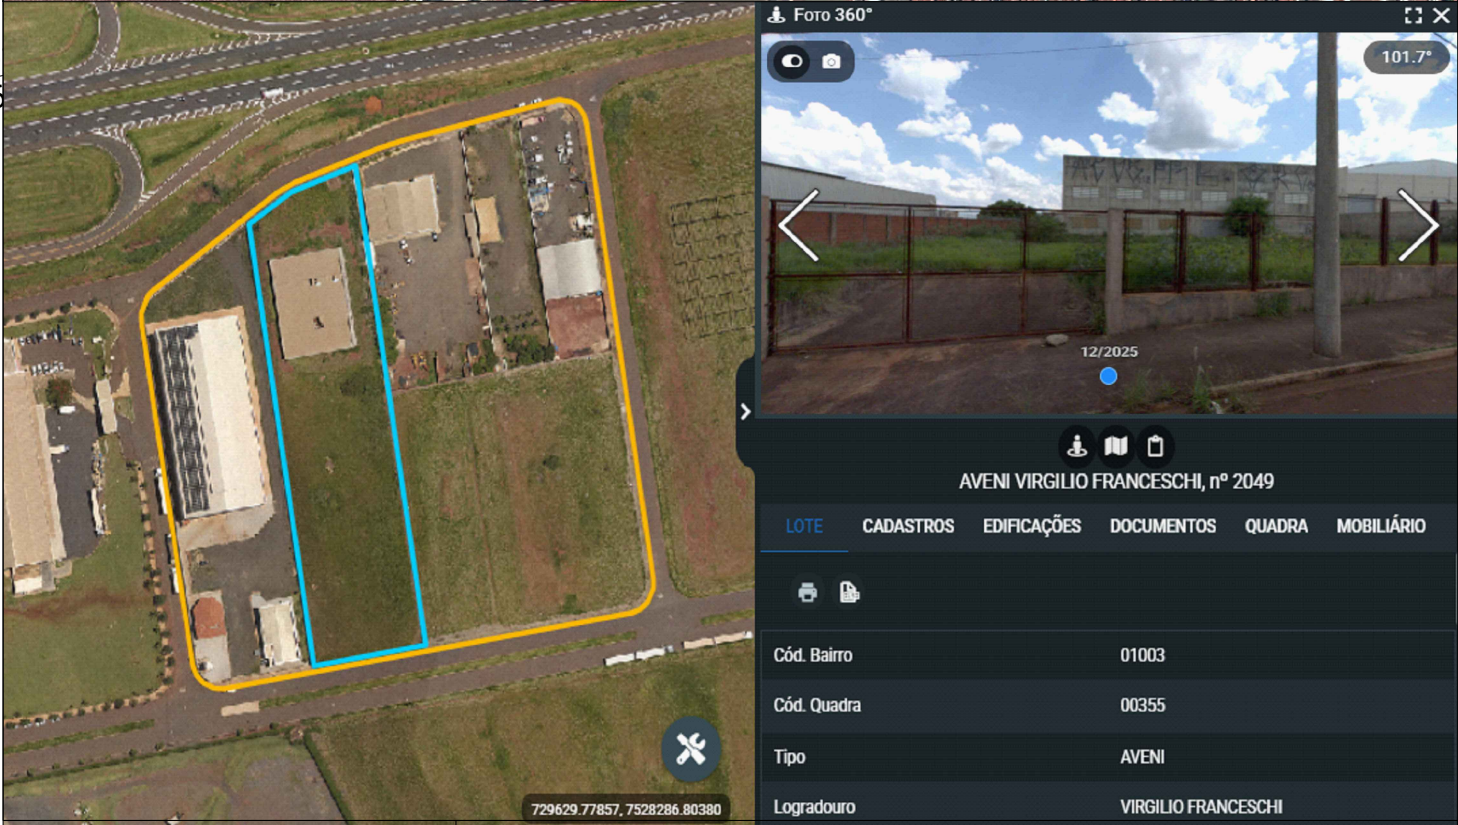 Foto 360°
101.7°
12/2025
AVENI VIRGILIO FRANCESCHI, nº 2049
LOTE CADASTROS EDIFICAÇÕES DOCUMENTOS QUADRA MOBILIÁRIO
Cód. Bairro 01003
Cód. Quadra 00355
Tipo AVENI
Logradouro VIRGILIO FRANCESCHI
729629.77857, 7528286.80380